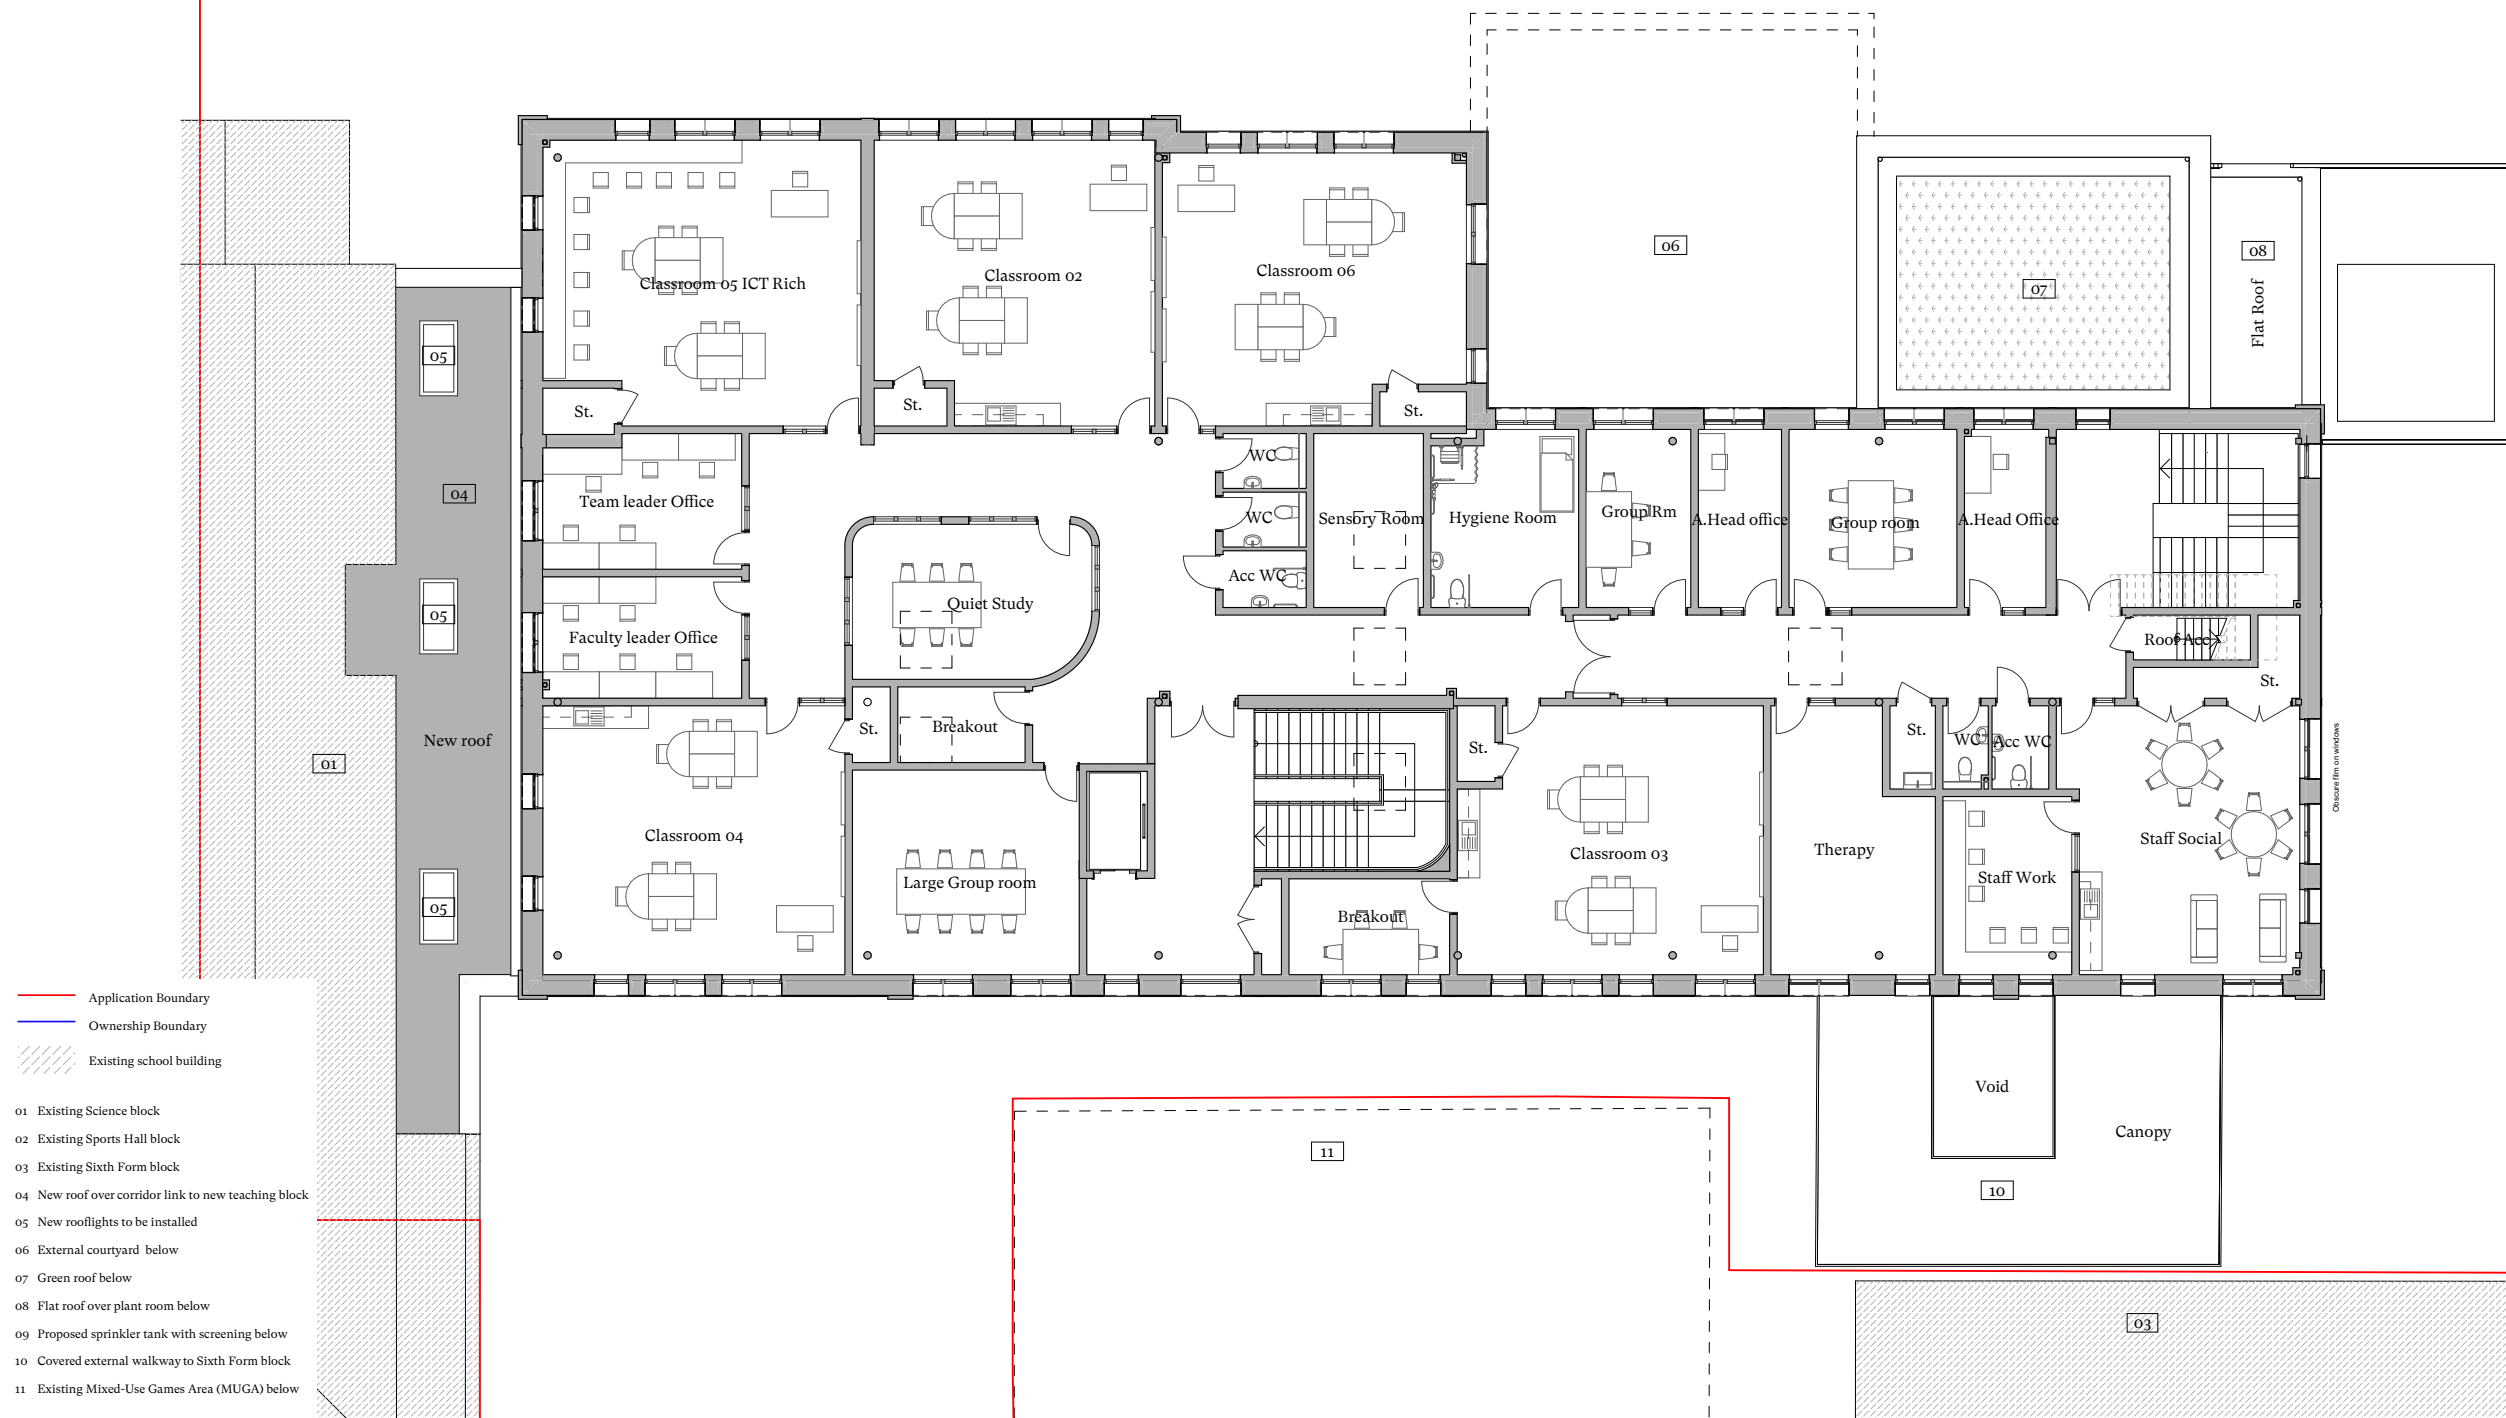 06
08
07
Flat Roof
Classroom 05 ICT Rich
Classroom 02
Classroom 06
05
St.
St.
St.
04
Team leader Office
WC
WC
Acc WC
Sensory Room
Hygiene Room
Group Rm
A.Head office
Group room
A.Head Office
05
Quiet Study
Faculty leader Office
Roof Acc
St.
New roof
01
St.
Breakout
St.
St.
WC
Acc WC
Obscure film on windows
Classroom 04
Classroom 03
Therapy
Staff Social
Large Group room
Staff Work
05
Breakout
Void
Canopy
11
10
03
Application Boundary
Ownership Boundary
Existing school building
01 Existing Science block
02 Existing Sports Hall block
03 Existing Sixth Form block
04 New roof over corridor link to new teaching block
05 New rooflights to be installed
06 External courtyard below
07 Green roof below
08 Flat roof over plant room below
09 Proposed sprinkler tank with screening below
10 Covered external walkway to Sixth Form block
11 Existing Mixed-Use Games Area (MUGA) below